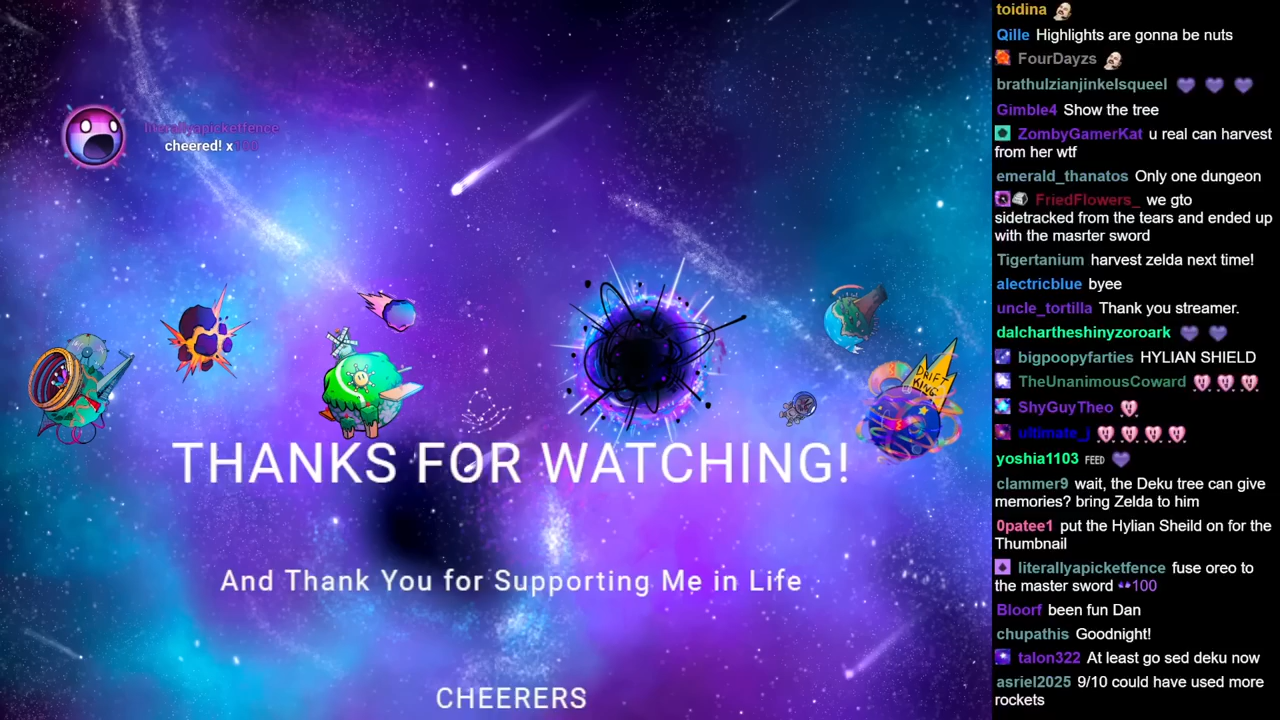 literallyapicketfence
cheered! x100
DRIFT
KING
THANKS FOR WATCHING!
And Thank You for Supporting Me in Life
CHEERERS
toidina
Qille Highlights are gonna be nuts
FourDayzs
brathulzianjinkelsqueel
Gimble4 Show the tree
ZombyGamerKat u real can harvest
from her wtf
emerald_thanatos Only one dungeon
FriedFlowers_ we gto
sidetracked from the tears and ended up
with the masrter sword
Tigertanium harvest zelda next time!
alectricblue byee
uncle_tortilla Thank you streamer.
dalchartheshinyzoroark
bigpoopyfarties HYLIAN SHIELD
TheUnanimousCoward
ShyGuyTheo
ultimate_j
yoshia1103 FEED
clammer9 wait, the Deku tree can give
memories? bring Zelda to him
0patee1 put the Hylian Sheild on for the
Thumbnail
literallyapicketfence fuse oreo to
the master sword 100
Bloorf been fun Dan
chupathis Goodnight!
talon322 At least go sed deku now
asriel2025 9/10 could have used more
rockets